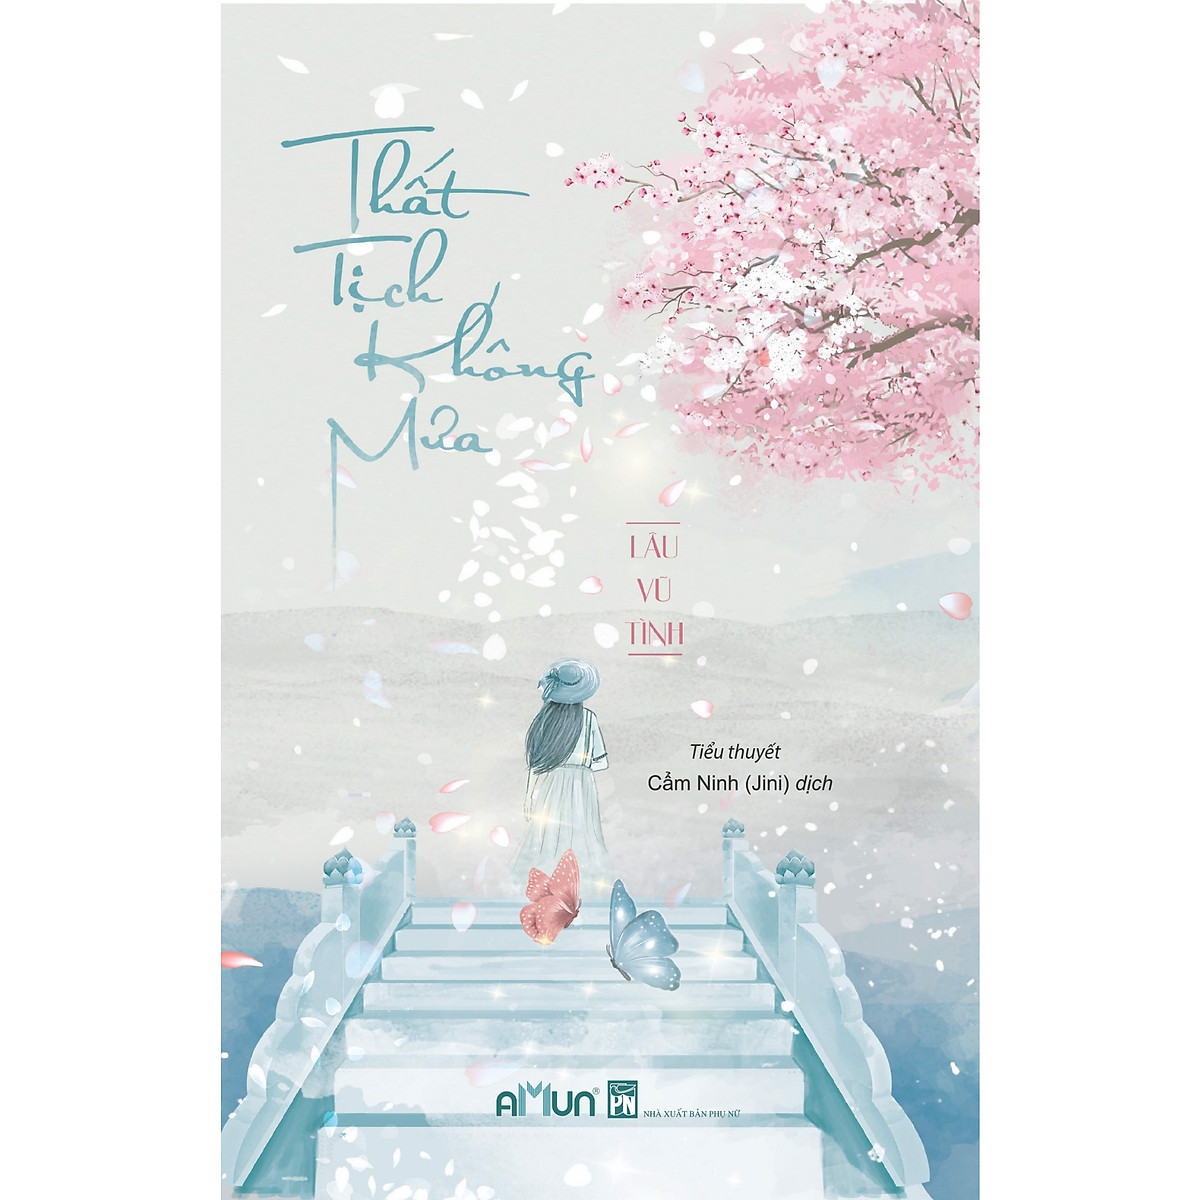 Thất
Tịch
Không
Mưa
LÂU
VŨ
TÌNH
Tiểu thuyết
Cẩm Ninh (Jini) dịch
AMUN®
PN
NHÀ XUẤT BẢN PHỤ NỮ